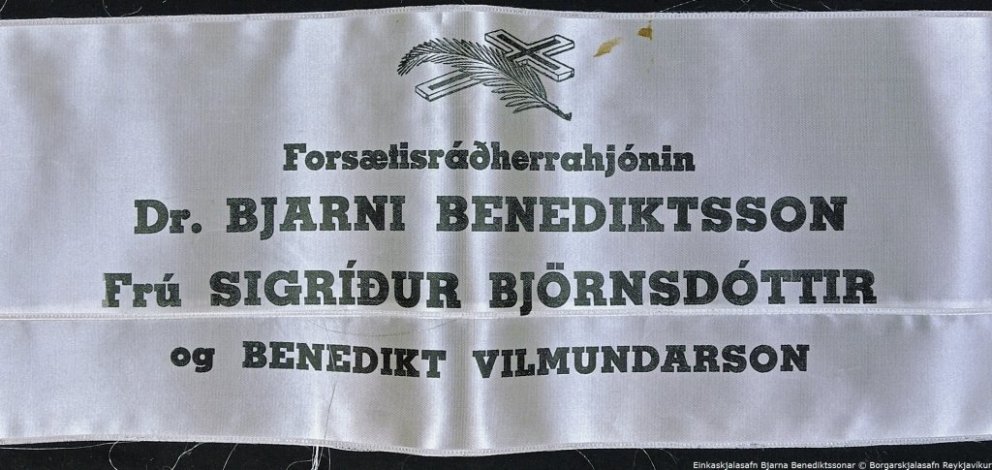 Forsætisráðherrahjónin
Dr. BJARNI BENEDIKTSSON
Frú SIGRÍÐUR BJÖRNSDÓTTIR
og BENEDIKT VILMUNDARSON
Einkaskjalasafn Bjarna Benediktssonar © Borgarskjalasafn Reykjavíkur